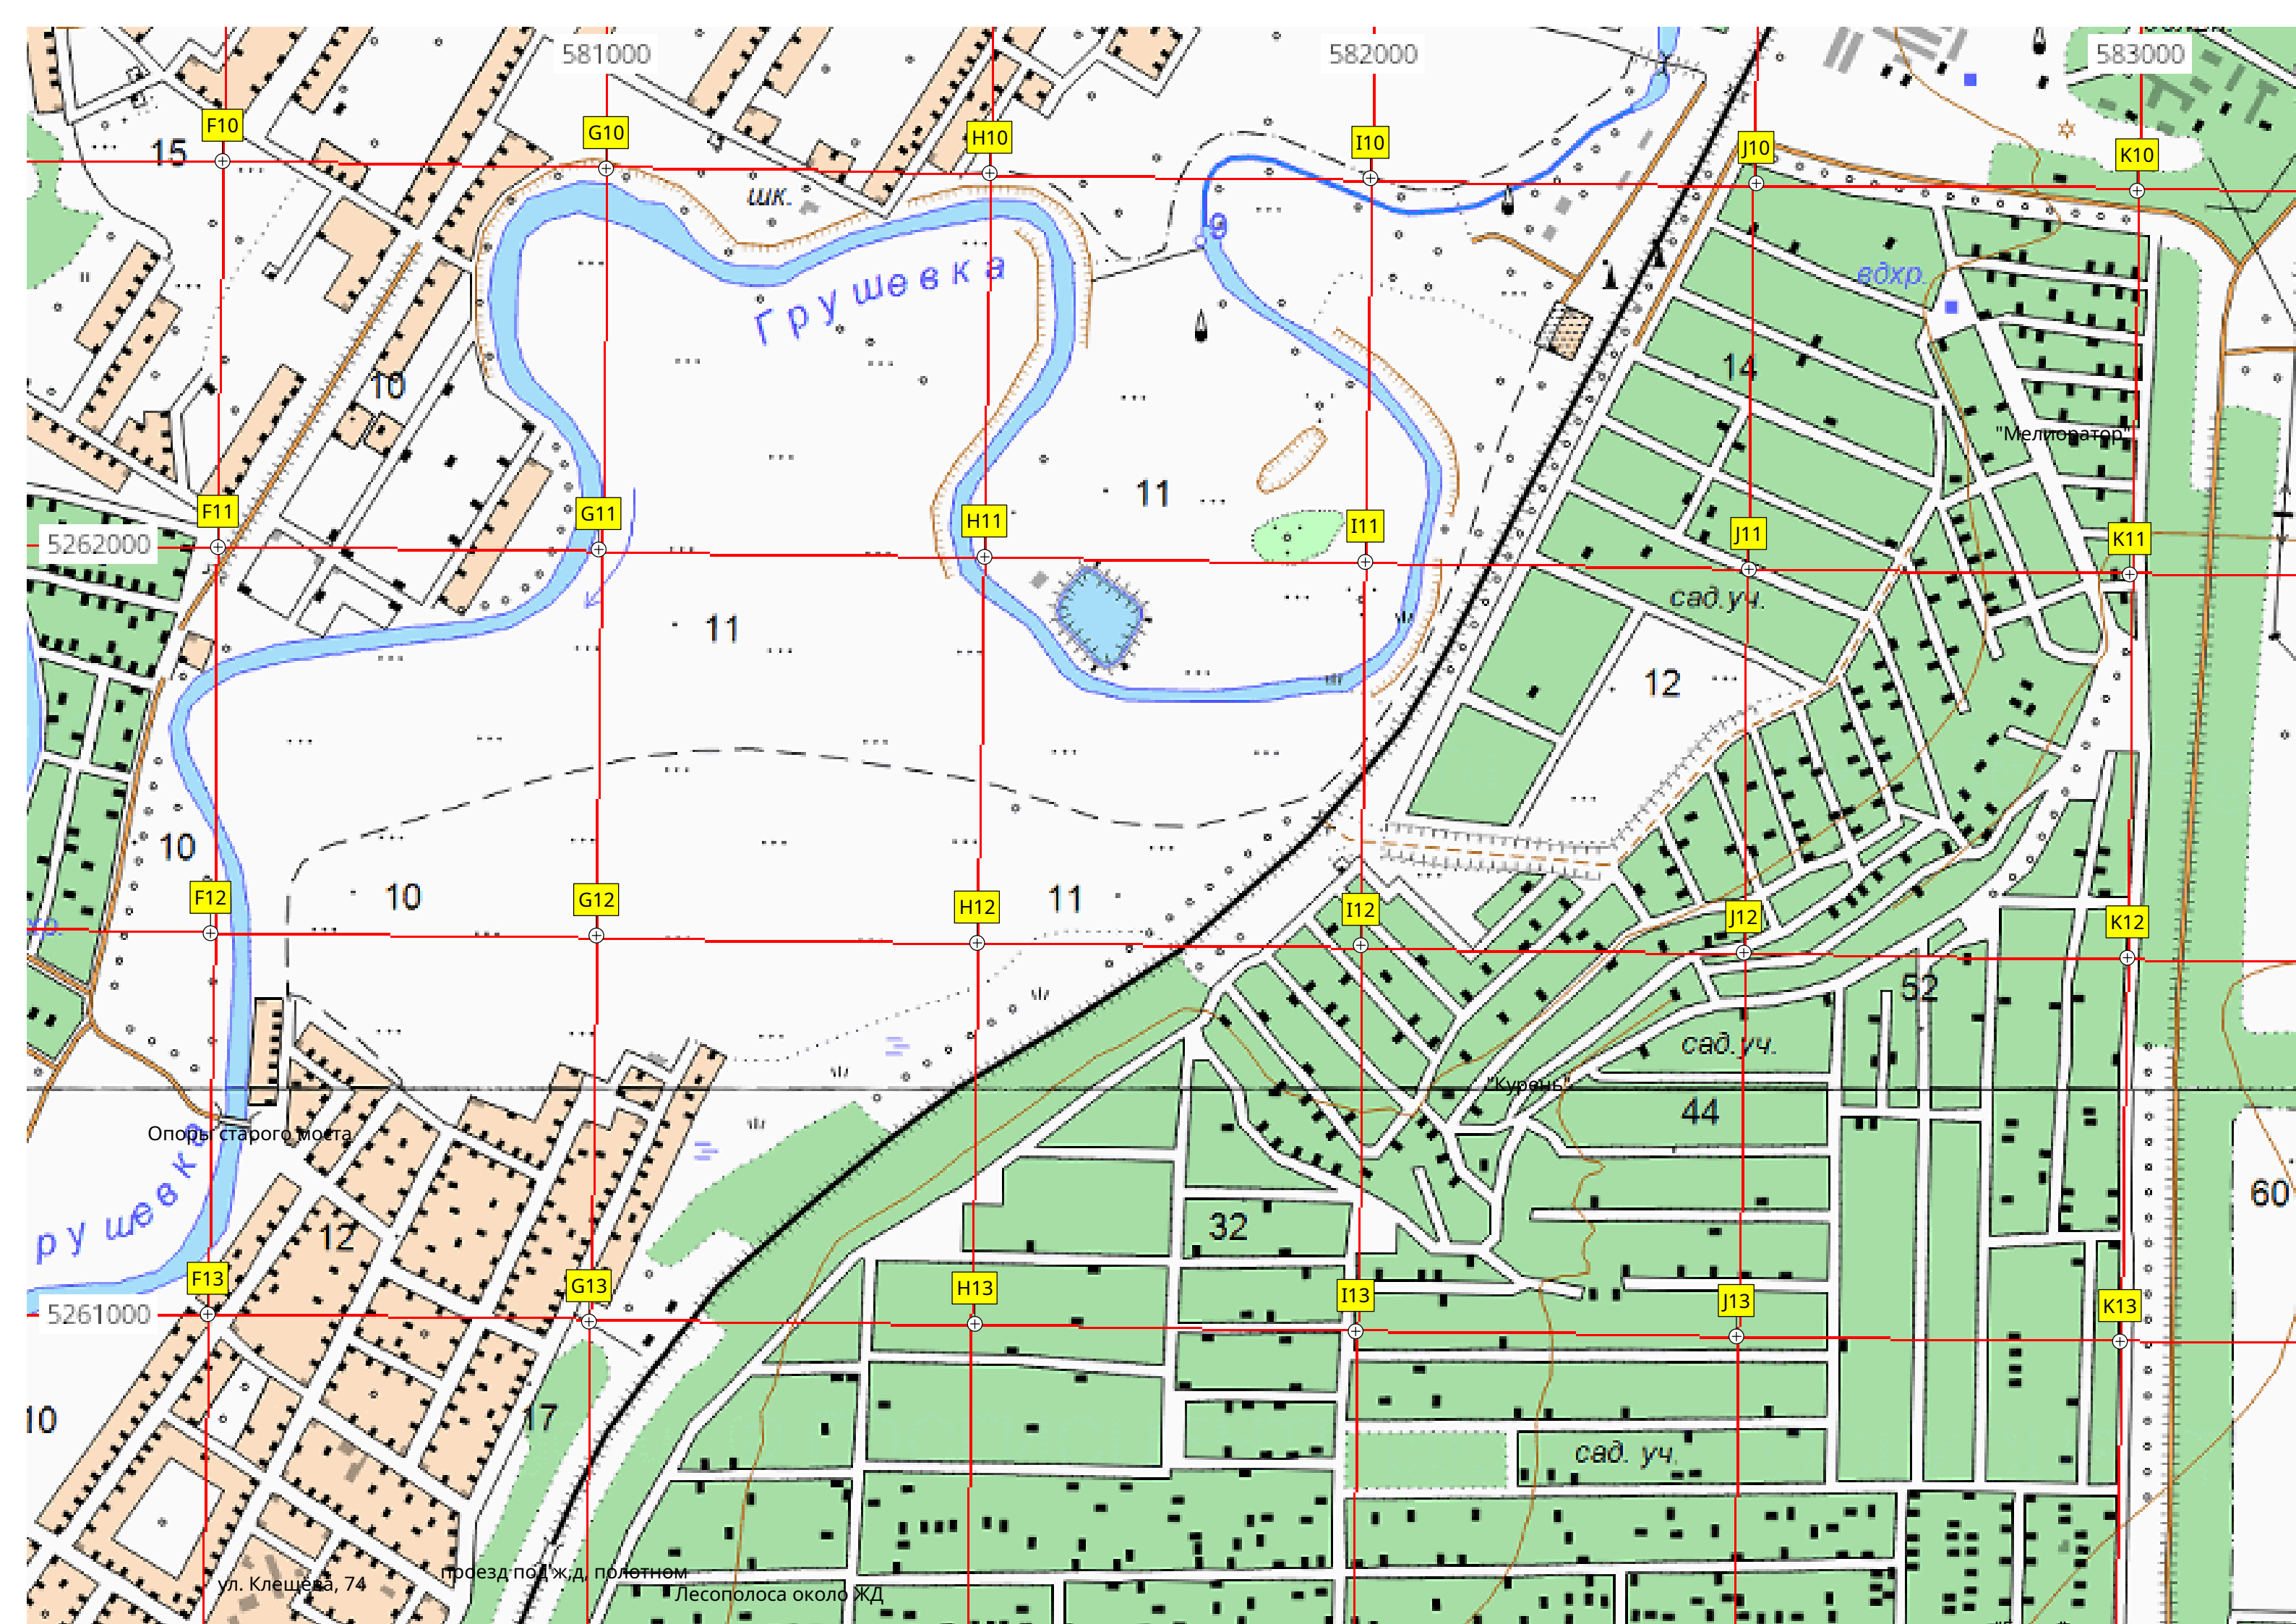 581000
582000
583000
F10
G10
H10
I10
J10
K10
15
шк.
9
Грушевка
вдхр.
14
10
"Мелиоратор"
11
F11
G11
H11
I11
J11
K11
5262000
сад.уч.
11
12
10
10
11
F12
G12
H12
I12
J12
K12
хр.
52
сад.уч.
"Курень"
44
Опоры старого моста
рушевка
12
32
60
F13
G13
H13
I13
J13
K13
5261000
10
17
сад. уч.
проезд под ж,д, полотном
ул. Клещёва, 74
Лесополоса около ЖД